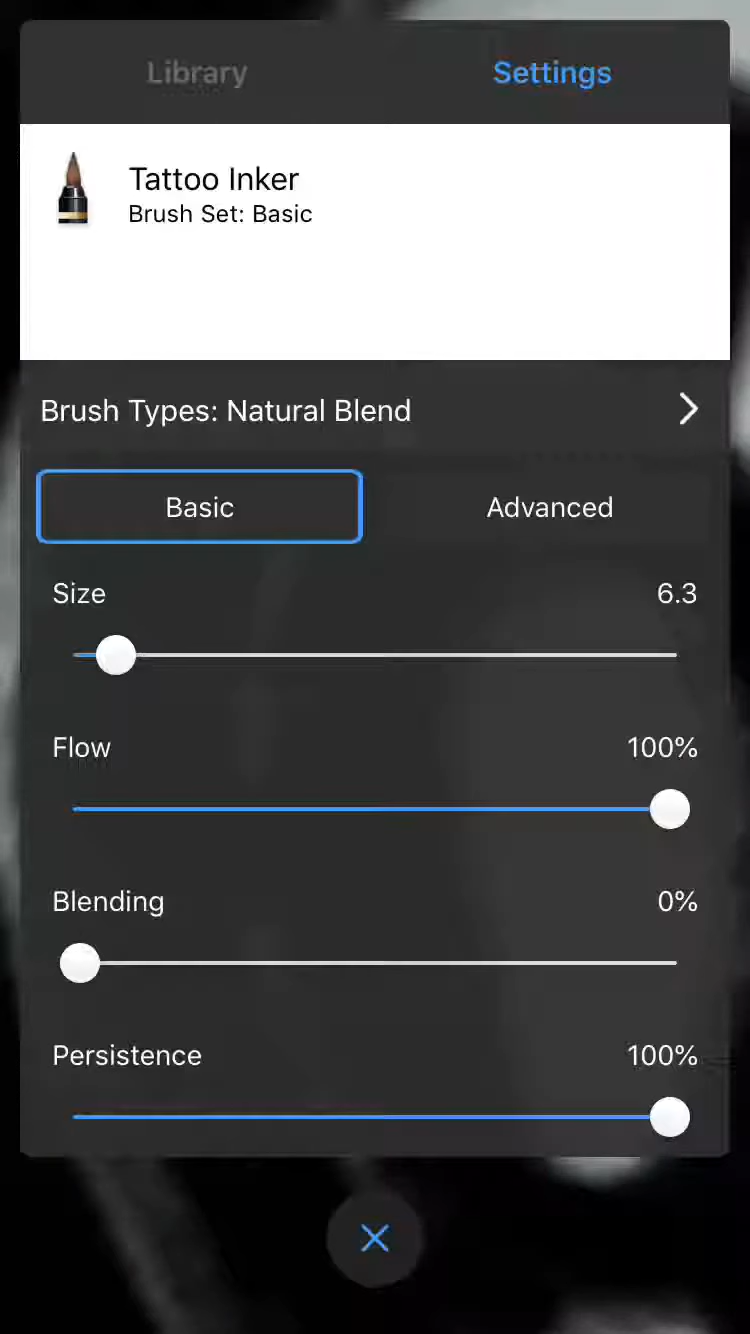 Library
Settings
Tattoo Inker
Brush Set: Basic
Brush Types: Natural Blend
Basic
Advanced
Size
6.3
Flow
100%
Blending
0%
Persistence
100%